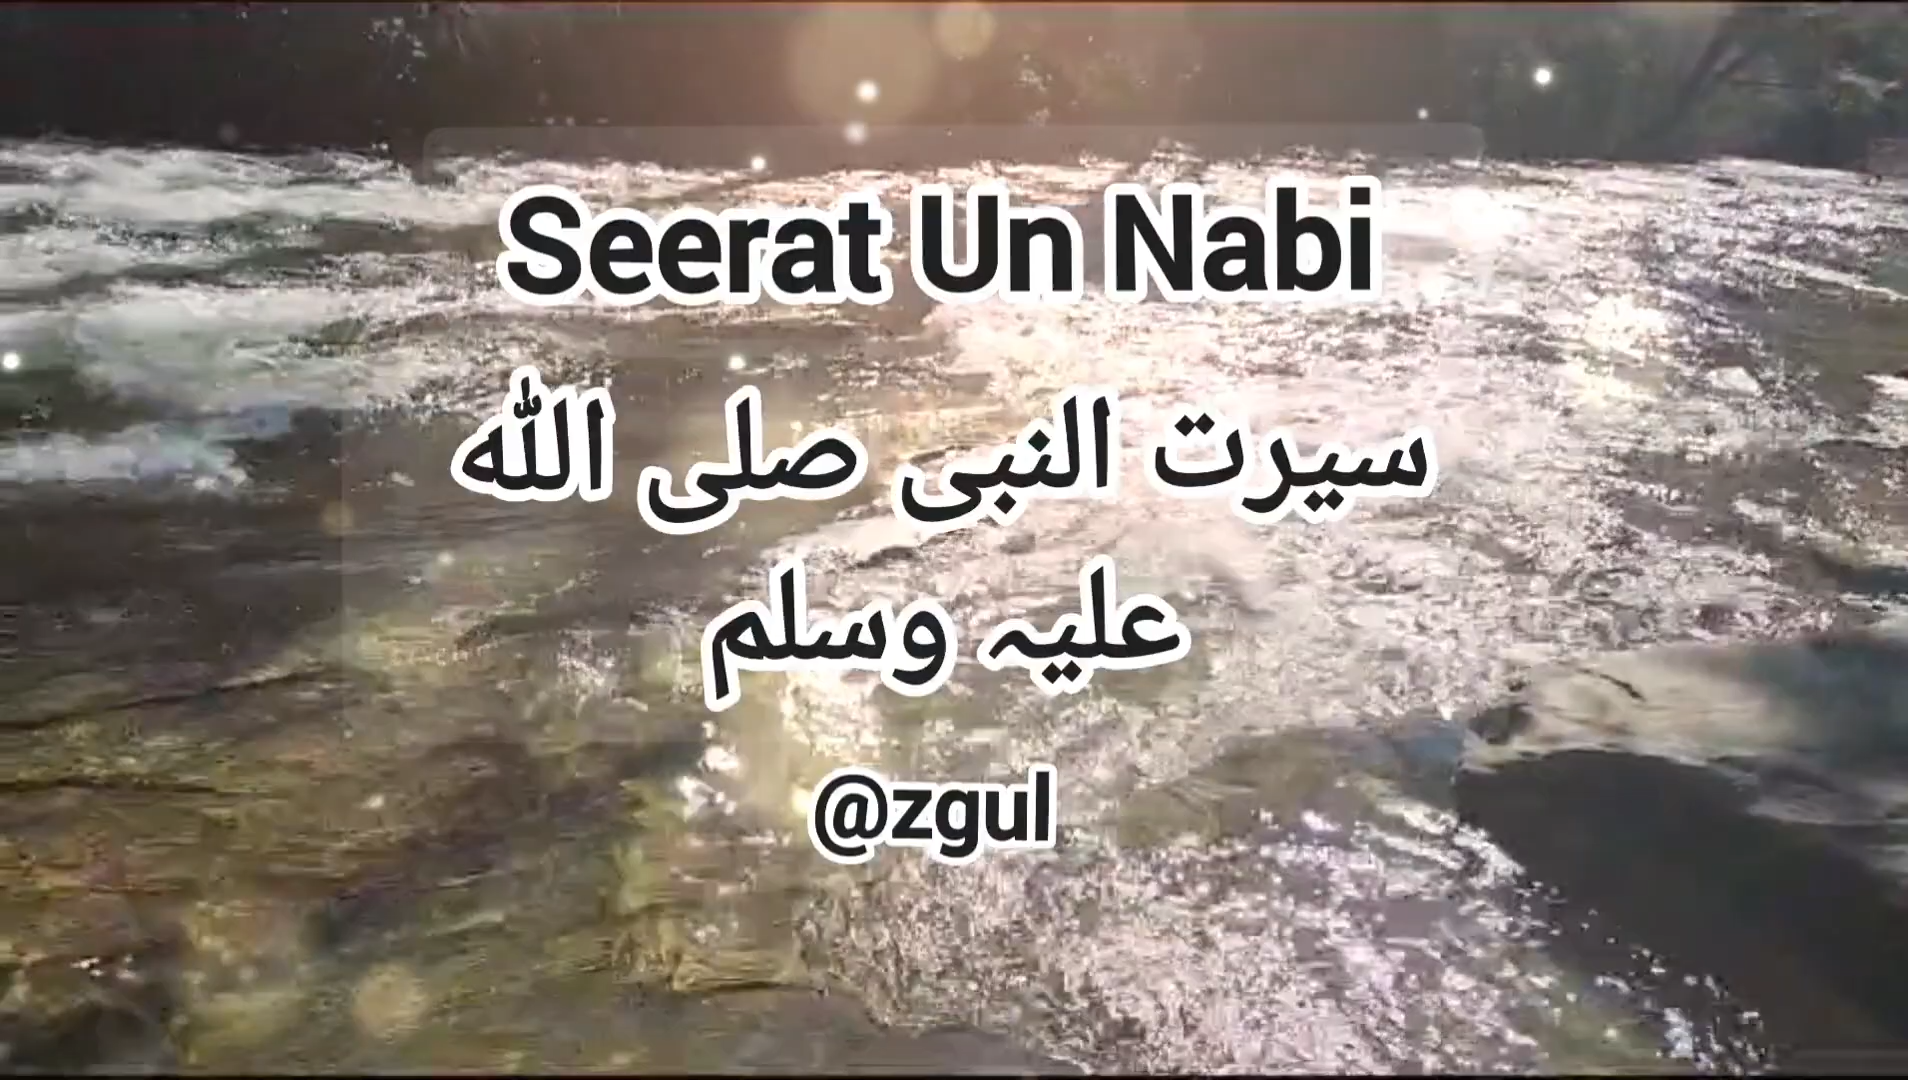 Seerat Un Nabi
سیرت النبی صلی اللہ
علیہ وسلم
@zgul